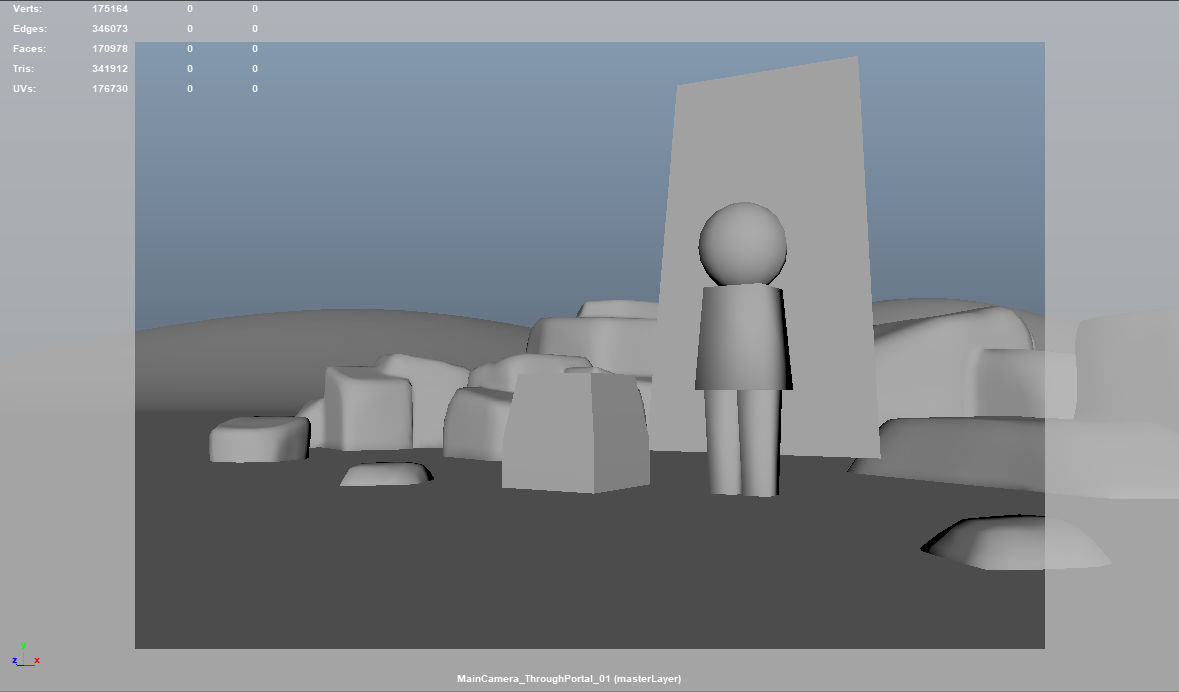 Verts: 175164 0 0
Edges: 346073 0 0
Faces: 170978 0 0
Tris: 341912 0 0
UVs: 176730 0 0
y
z x
MainCamera_ThroughPortal_01 (masterLayer)